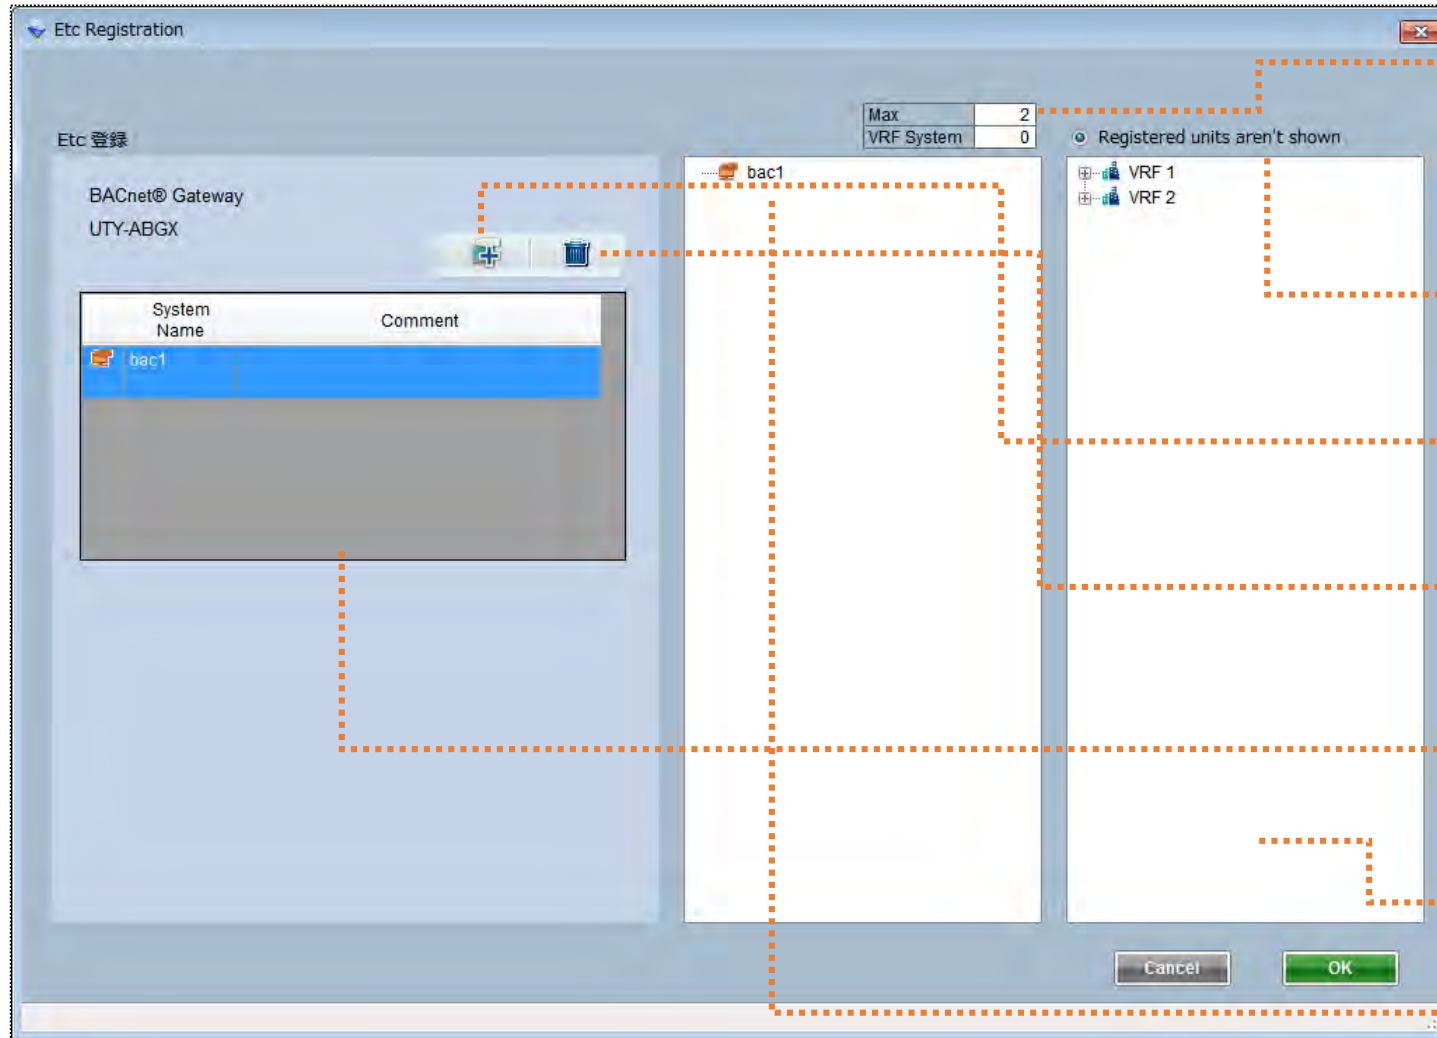 Etc Registration
Max 2
VRF System 0
Etc 登録
Registered units aren't shown
BACnet® Gateway
UTY-ABGX
System Name
Comment
bac1
bac1
VRF 1
VRF 2
Cancel
OK